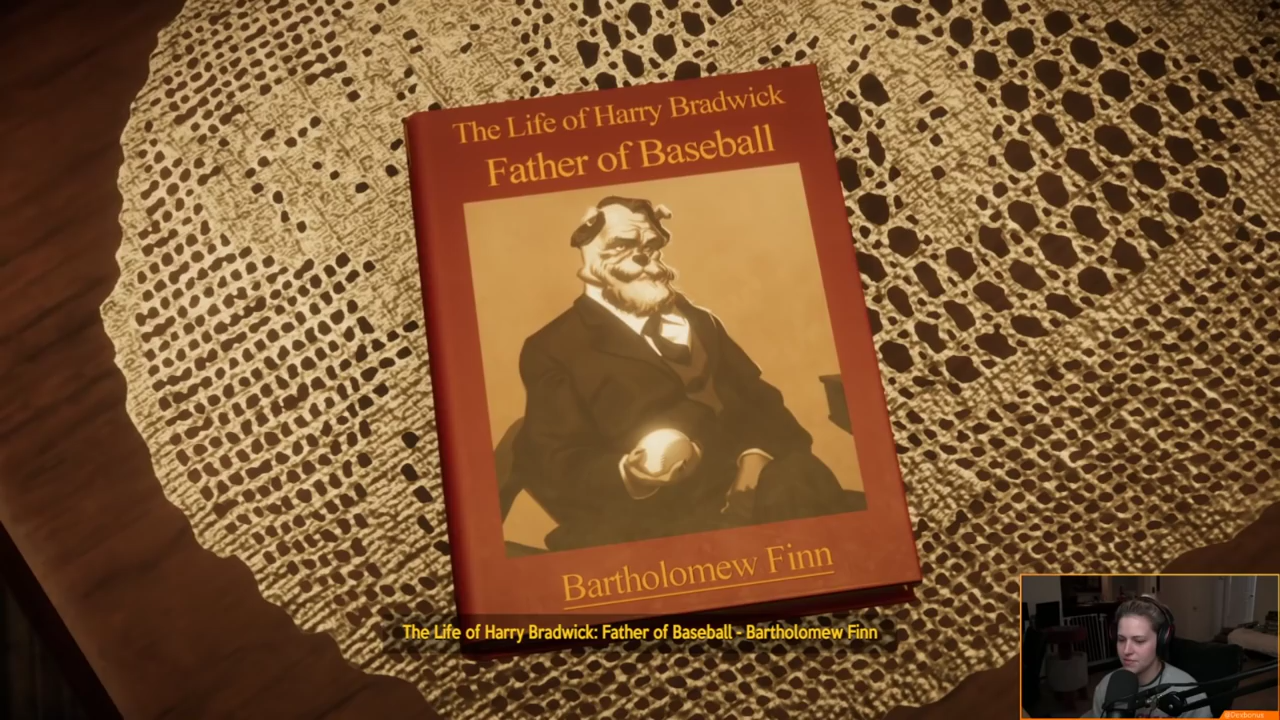 The Life of Harry Bradwick
Father of Baseball
Bartholomew Finn
The Life of Harry Bradwick: Father of Baseball - Bartholomew Finn